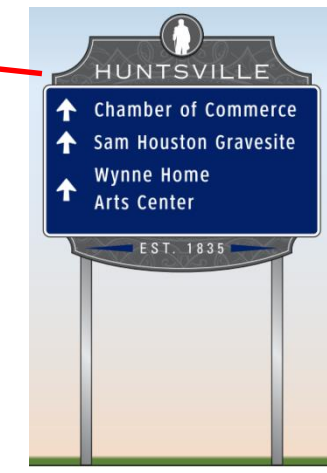 HUNTSVILLE
Chamber of Commerce
Sam Houston Gravesite
Wynne Home
Arts Center
EST. 1835